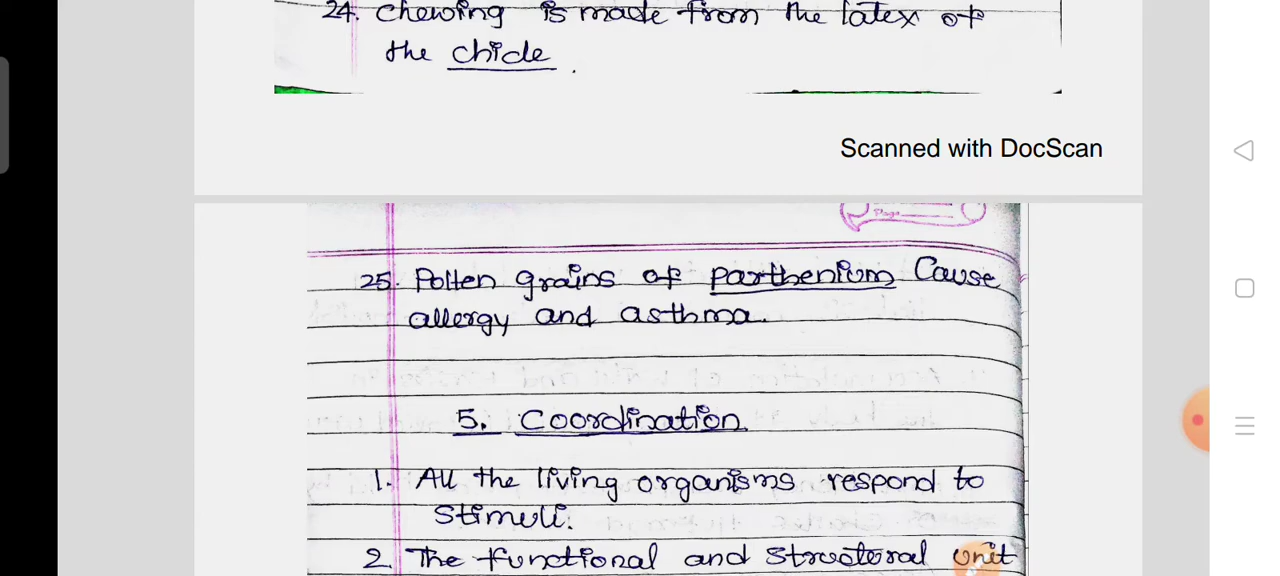 24. Chewing is made from the latex of
the chicle.
Scanned with DocScan
Page
25. Pollen grains of parthenium Cause
allergy and asthma.
5. Coordination
1. All the living organisms respond to
stimuli.
2. The functional and structural unit